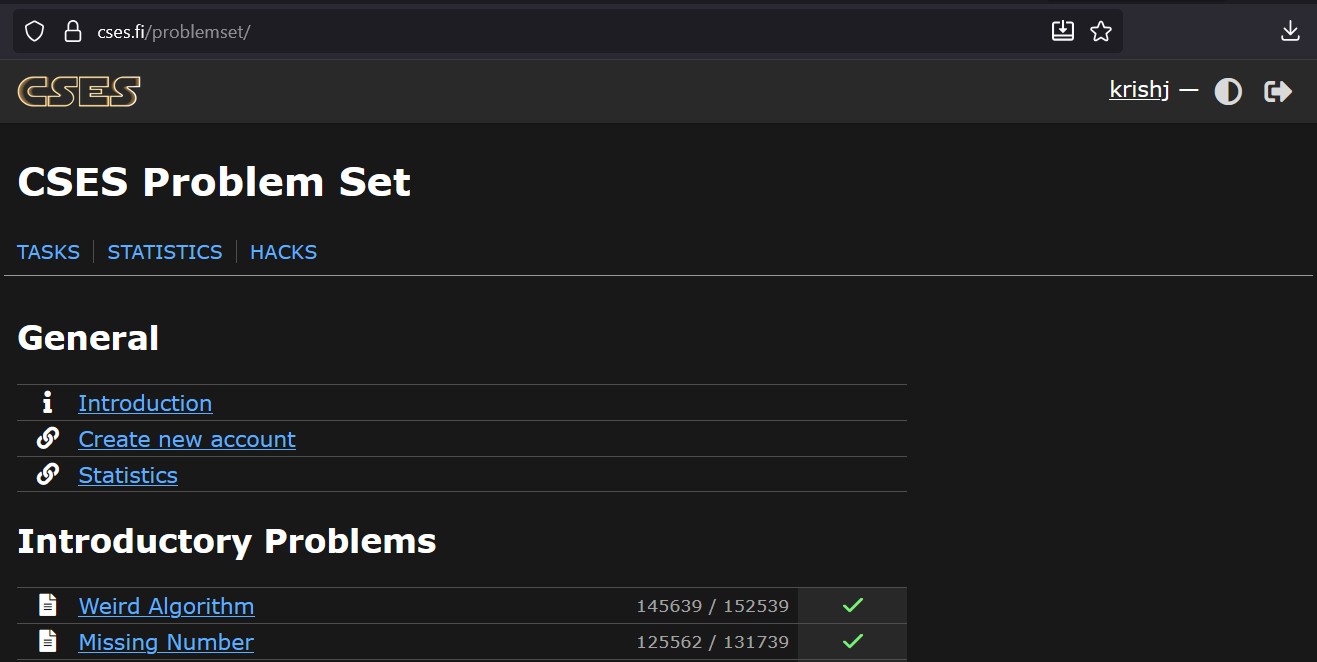 cses.fi/problemset/
CSES
krishj —
CSES Problem Set
TASKS | STATISTICS | HACKS
General
Introduction
Create new account
Statistics
Introductory Problems
Weird Algorithm 145639 / 152539
Missing Number 125562 / 131739